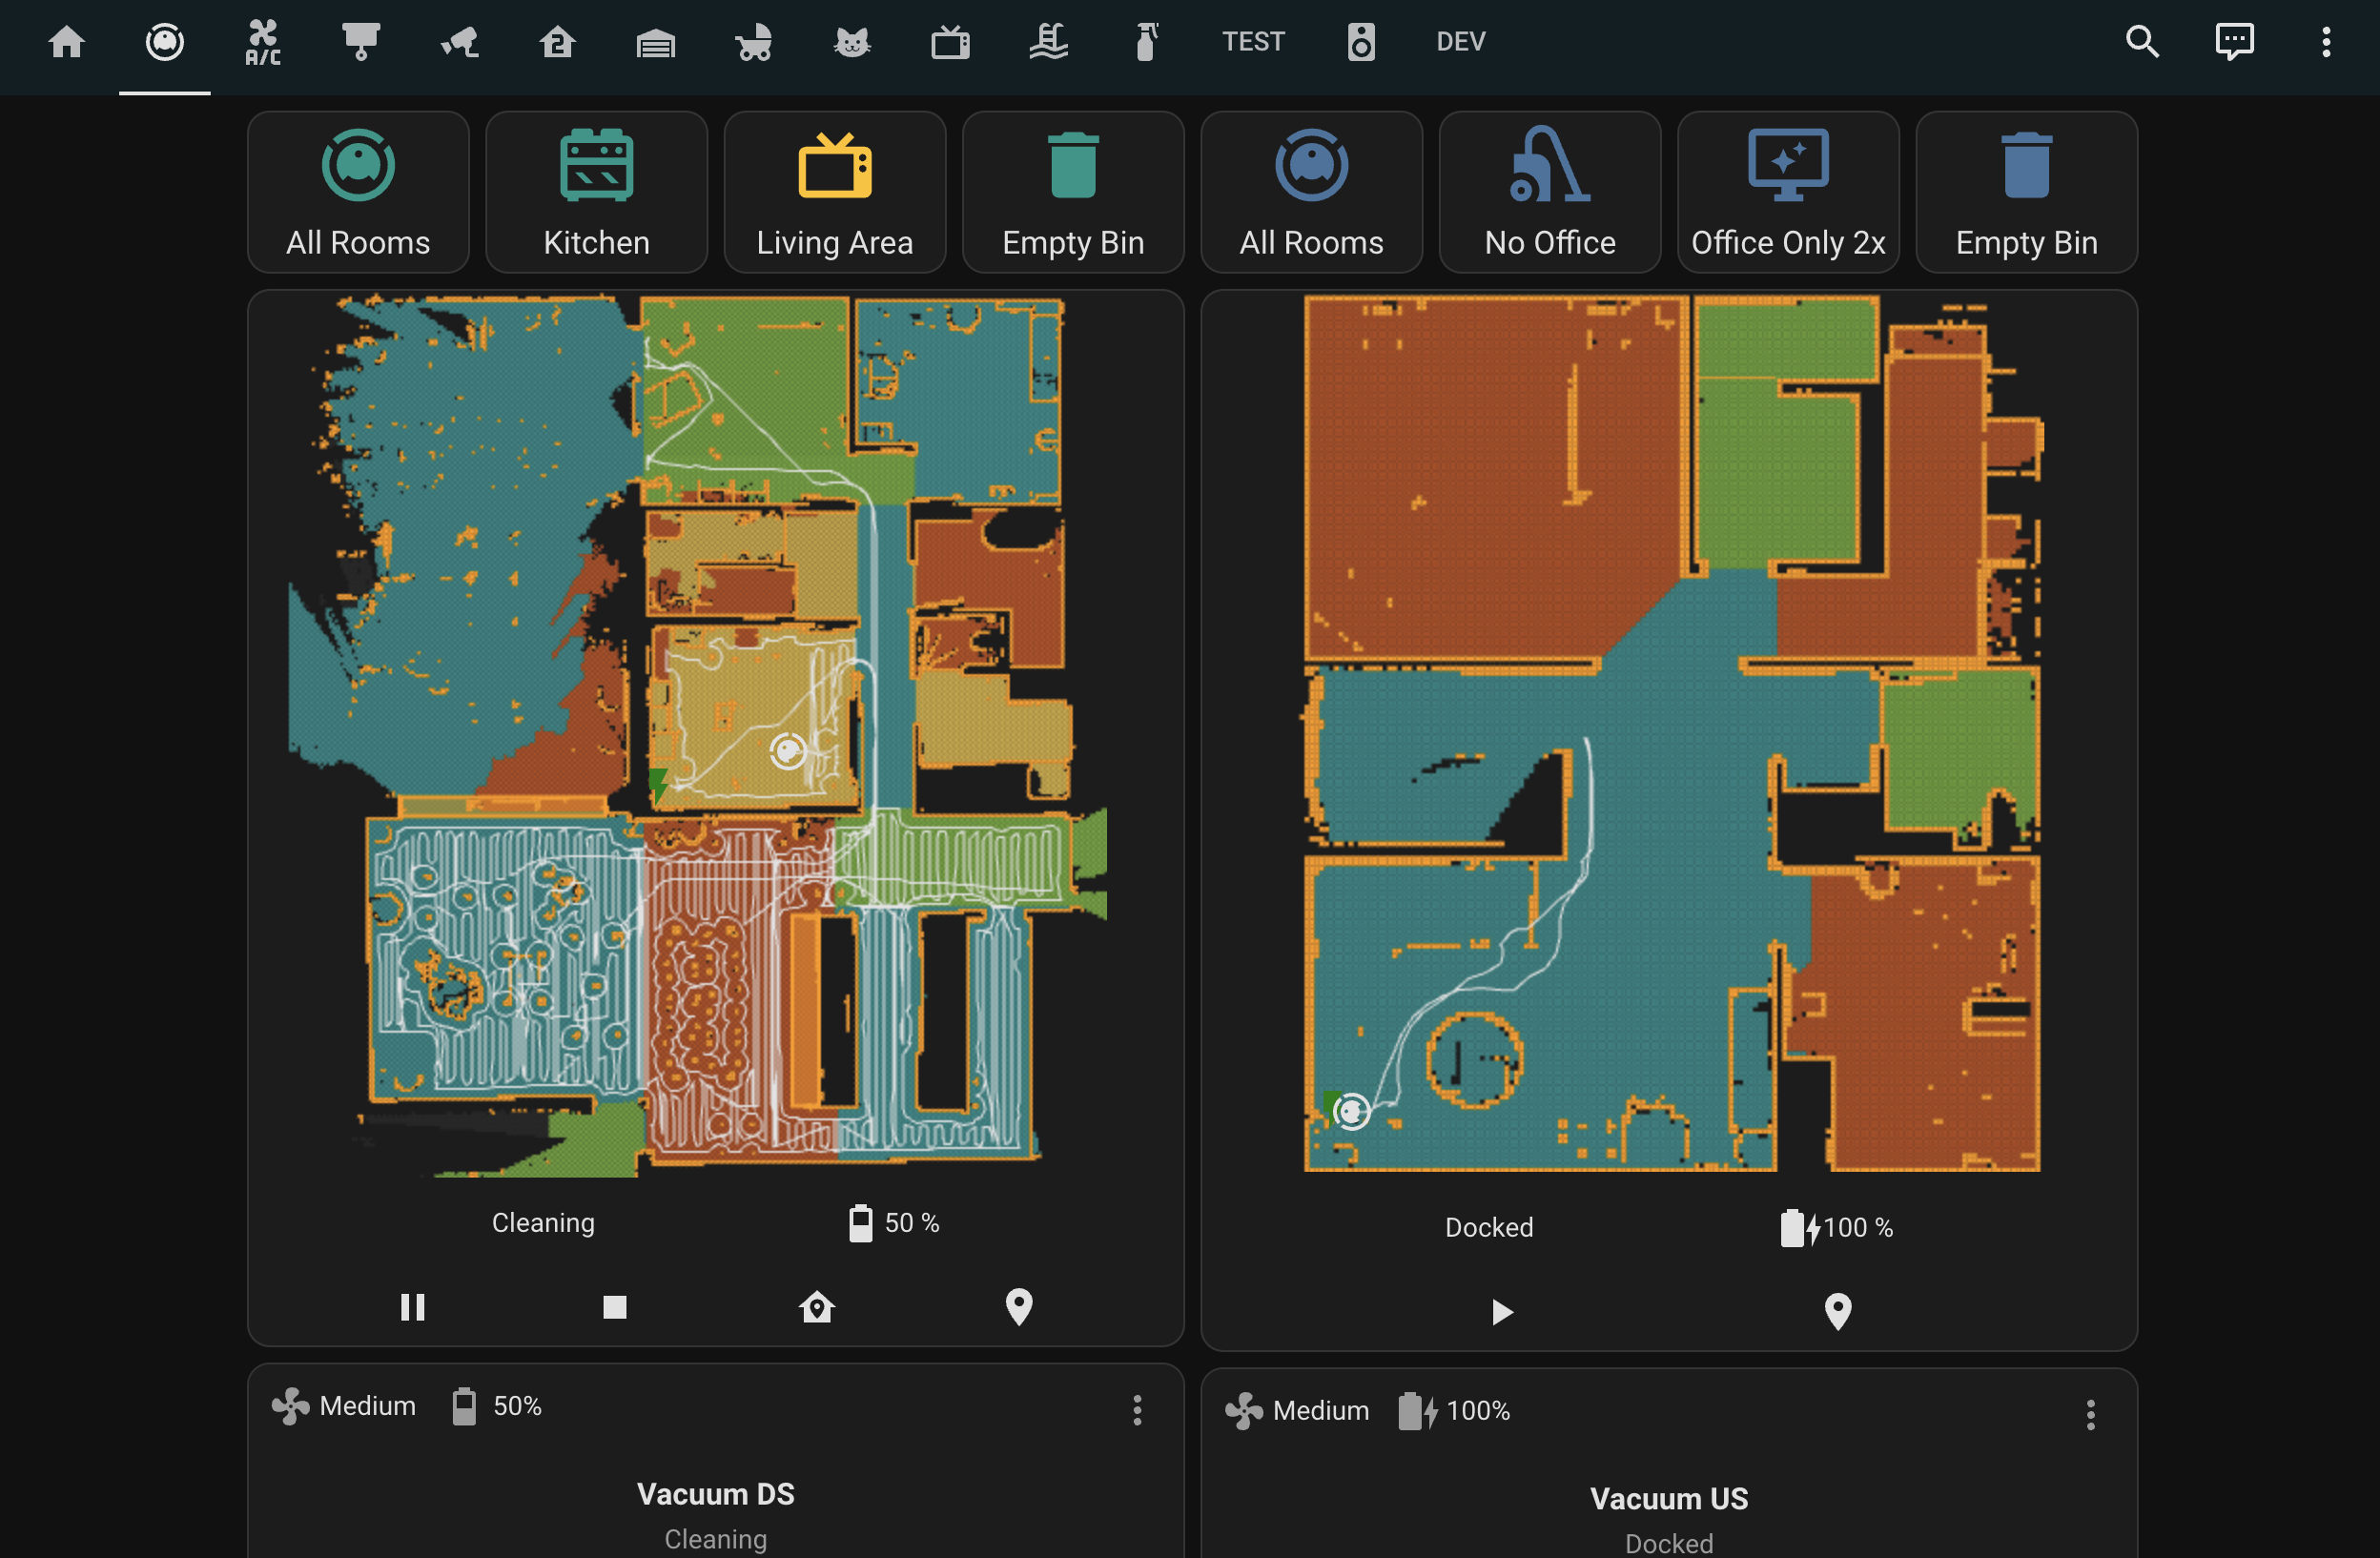 A/C
2
TEST
DEV
All Rooms
Kitchen
Living Area
Empty Bin
All Rooms
No Office
Office Only 2x
Empty Bin
Cleaning
50 %
Docked
100 %
Medium
50%
Medium
100%
Vacuum DS
Cleaning
Vacuum US
Docked